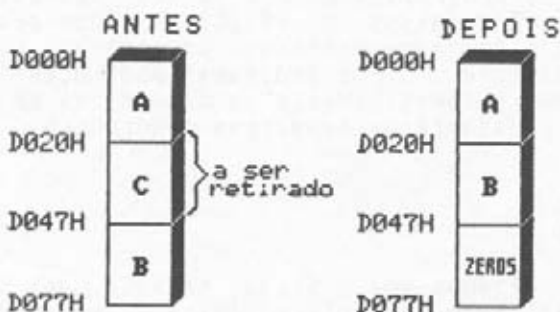 ANTES
D000H
A
D020H
C
a ser
retirado
D047H
B
D077H
DEPOIS
D000H
A
D020H
B
D047H
ZEROS
D077H